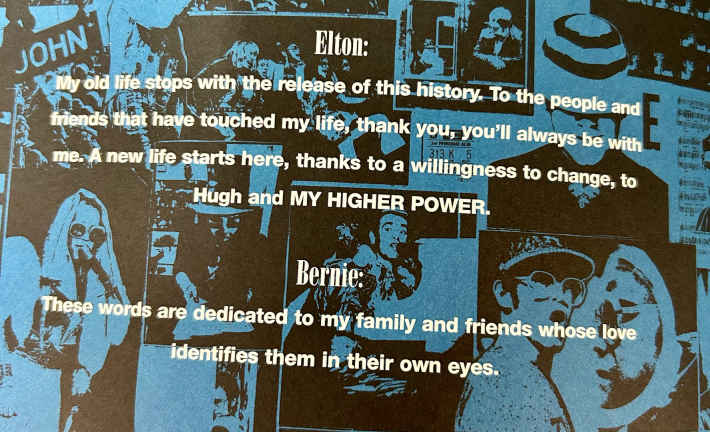 JOHN
Elton:
My old life stops with the release of this history. To the people and
friends that have touched my life, thank you, you'll always be with
me. A new life starts here, thanks to a willingness to change, to
Hugh and MY HIGHER POWER.
Bernie:
These words are dedicated to my family and friends whose love
identifies them in their own eyes.